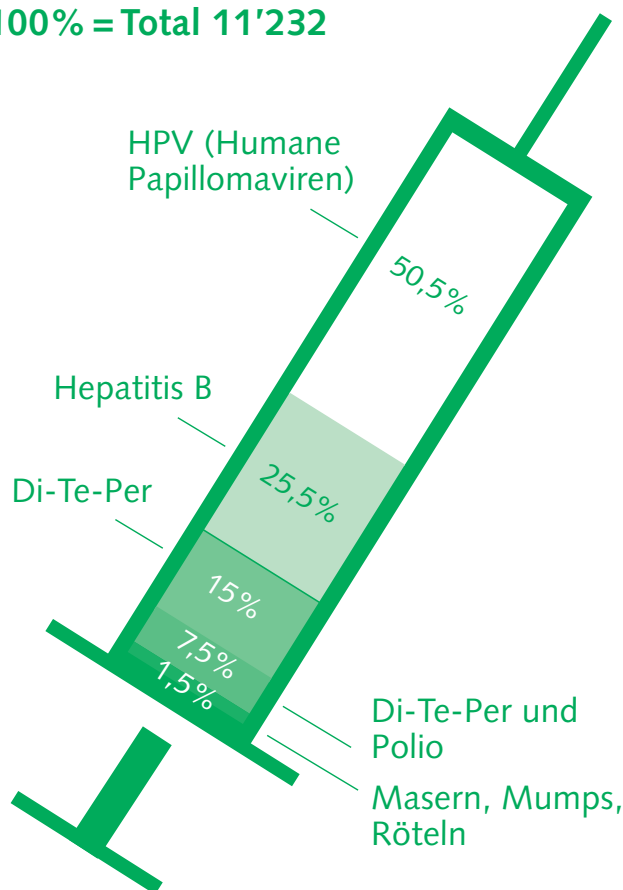 100% = Total 11’232
HPV (Humane
Papillomaviren)
50,5%
Hepatitis B
25,5%
Di-Te-Per
15%
7,5%
1,5%
Di-Te-Per und
Polio
Masern, Mumps,
Röteln